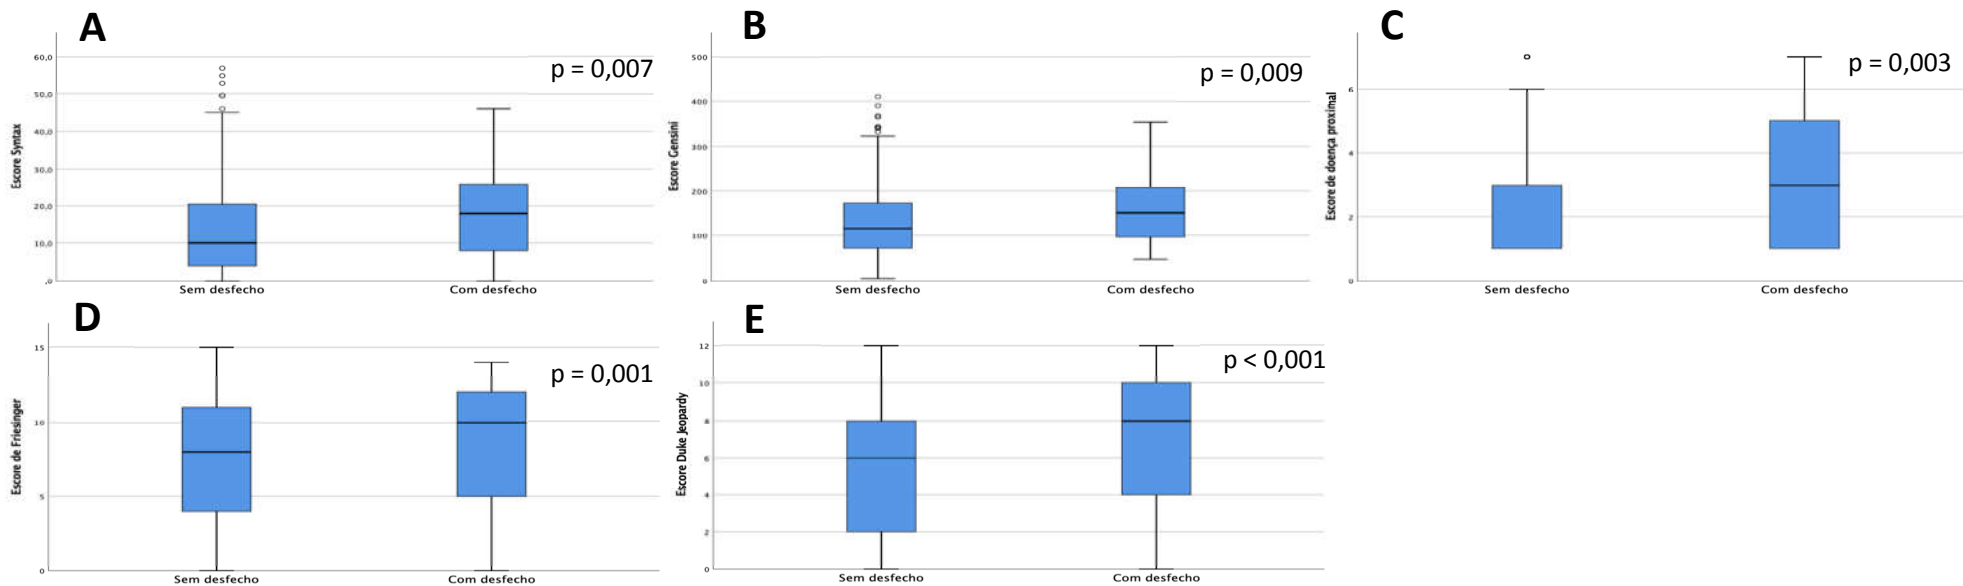 A
p = 0,007
Escore Syntax
60,0
50,0
40,0
30,0
20,0
10,0
,0
Sem desfecho
Com desfecho
B
p = 0,009
Escore Gensini
500
400
300
200
100
0
Sem desfecho
Com desfecho
C
p = 0,003
Escore de doença proximal
6
4
2
0
Sem desfecho
Com desfecho
D
p = 0,001
Escore de Friesinger
15
10
5
0
Sem desfecho
Com desfecho
E
p < 0,001
Escore Duke Jeopardy
12
10
8
6
4
2
0
Sem desfecho
Com desfecho